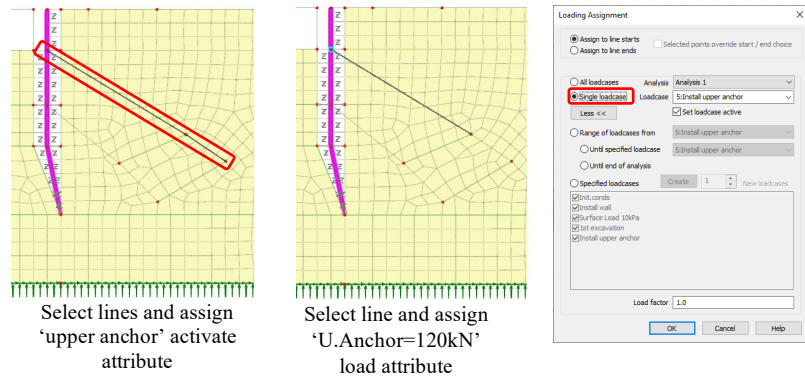 Select lines and assign
‘upper anchor’ activate
attribute
Select line and assign
‘U.Anchor=120kN’
load attribute
Loading Assignment
Assign to line starts
Assign to line ends
Selected points override start / end choice
All loadcases
Analysis
Analysis 1
Single loadcase
Loadcase
5:Install upper anchor
Less <<
Set loadcase active
Range of loadcases from
5:Install upper anchor
Until specified loadcase
5:Install upper anchor
Until end of analysis
Specified loadcases
Create
1
New loadcases
Init.conds
Install wall
Surface Load 10kPa
1st excavation
Install upper anchor
Load factor
1.0
OK
Cancel
Help